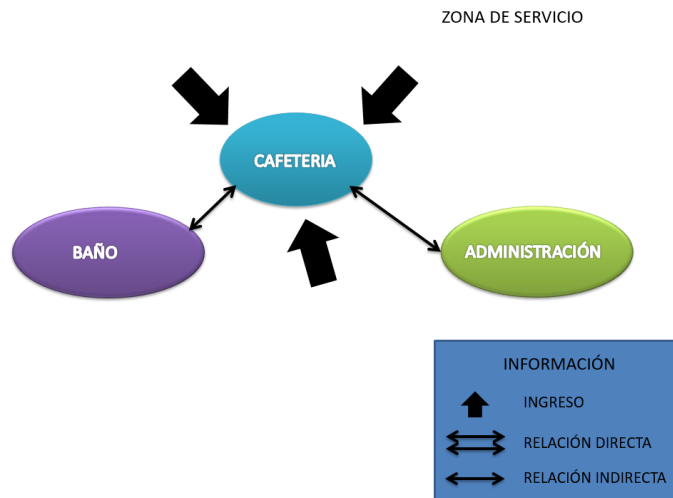 ZONA DE SERVICIO
CAFETERIA
BAÑO
ADMINISTRACIÓN
INFORMACIÓN
INGRESO
RELACIÓN DIRECTA
RELACIÓN INDIRECTA